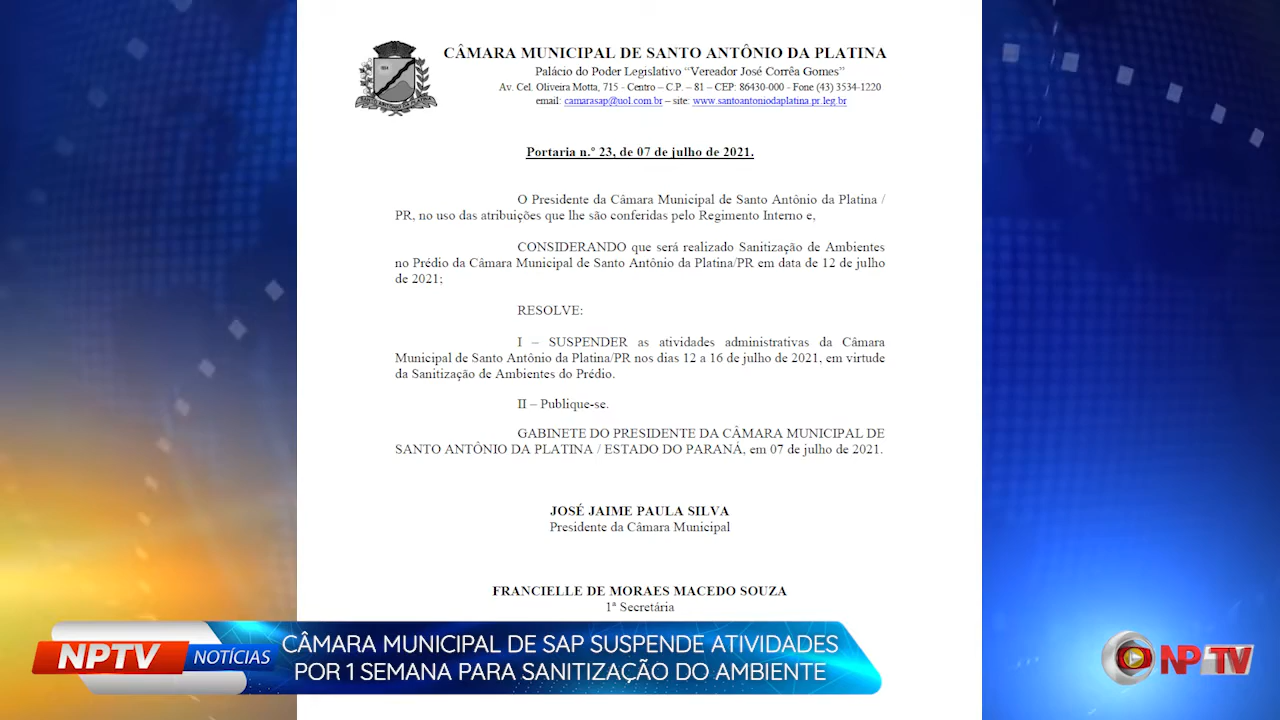 CÂMARA MUNICIPAL DE SANTO ANTÔNIO DA PLATINA
Palácio do Poder Legislativo “Vereador José Corrêa Gomes”
Av. Cel. Oliveira Motta, 715 - Centro – C.P. – 81 – CEP: 86430-000 - Fone (43) 3534-1220
email: camarasap@uol.com.br – site: www.santoantoniodaplatina.pr.leg.br
Portaria n.º 23, de 07 de julho de 2021.
O Presidente da Câmara Municipal de Santo Antônio da Platina /
PR, no uso das atribuições que lhe são conferidas pelo Regimento Interno e,
CONSIDERANDO que será realizado Sanitização de Ambientes
no Prédio da Câmara Municipal de Santo Antônio da Platina/PR em data de 12 de julho
de 2021;
RESOLVE:
I – SUSPENDER as atividades administrativas da Câmara
Municipal de Santo Antônio da Platina/PR nos dias 12 a 16 de julho de 2021, em virtude
da Sanitização de Ambientes do Prédio.
II – Publique-se.
GABINETE DO PRESIDENTE DA CÂMARA MUNICIPAL DE
SANTO ANTÔNIO DA PLATINA / ESTADO DO PARANÁ, em 07 de julho de 2021.
JOSÉ JAIME PAULA SILVA
Presidente da Câmara Municipal
FRANCIELLE DE MORAES MACEDO SOUZA
1ª Secretária
NPTV NOTÍCIAS
CÂMARA MUNICIPAL DE SAP SUSPENDE ATIVIDADES
POR 1 SEMANA PARA SANITIZAÇÃO DO AMBIENTE
NPTV